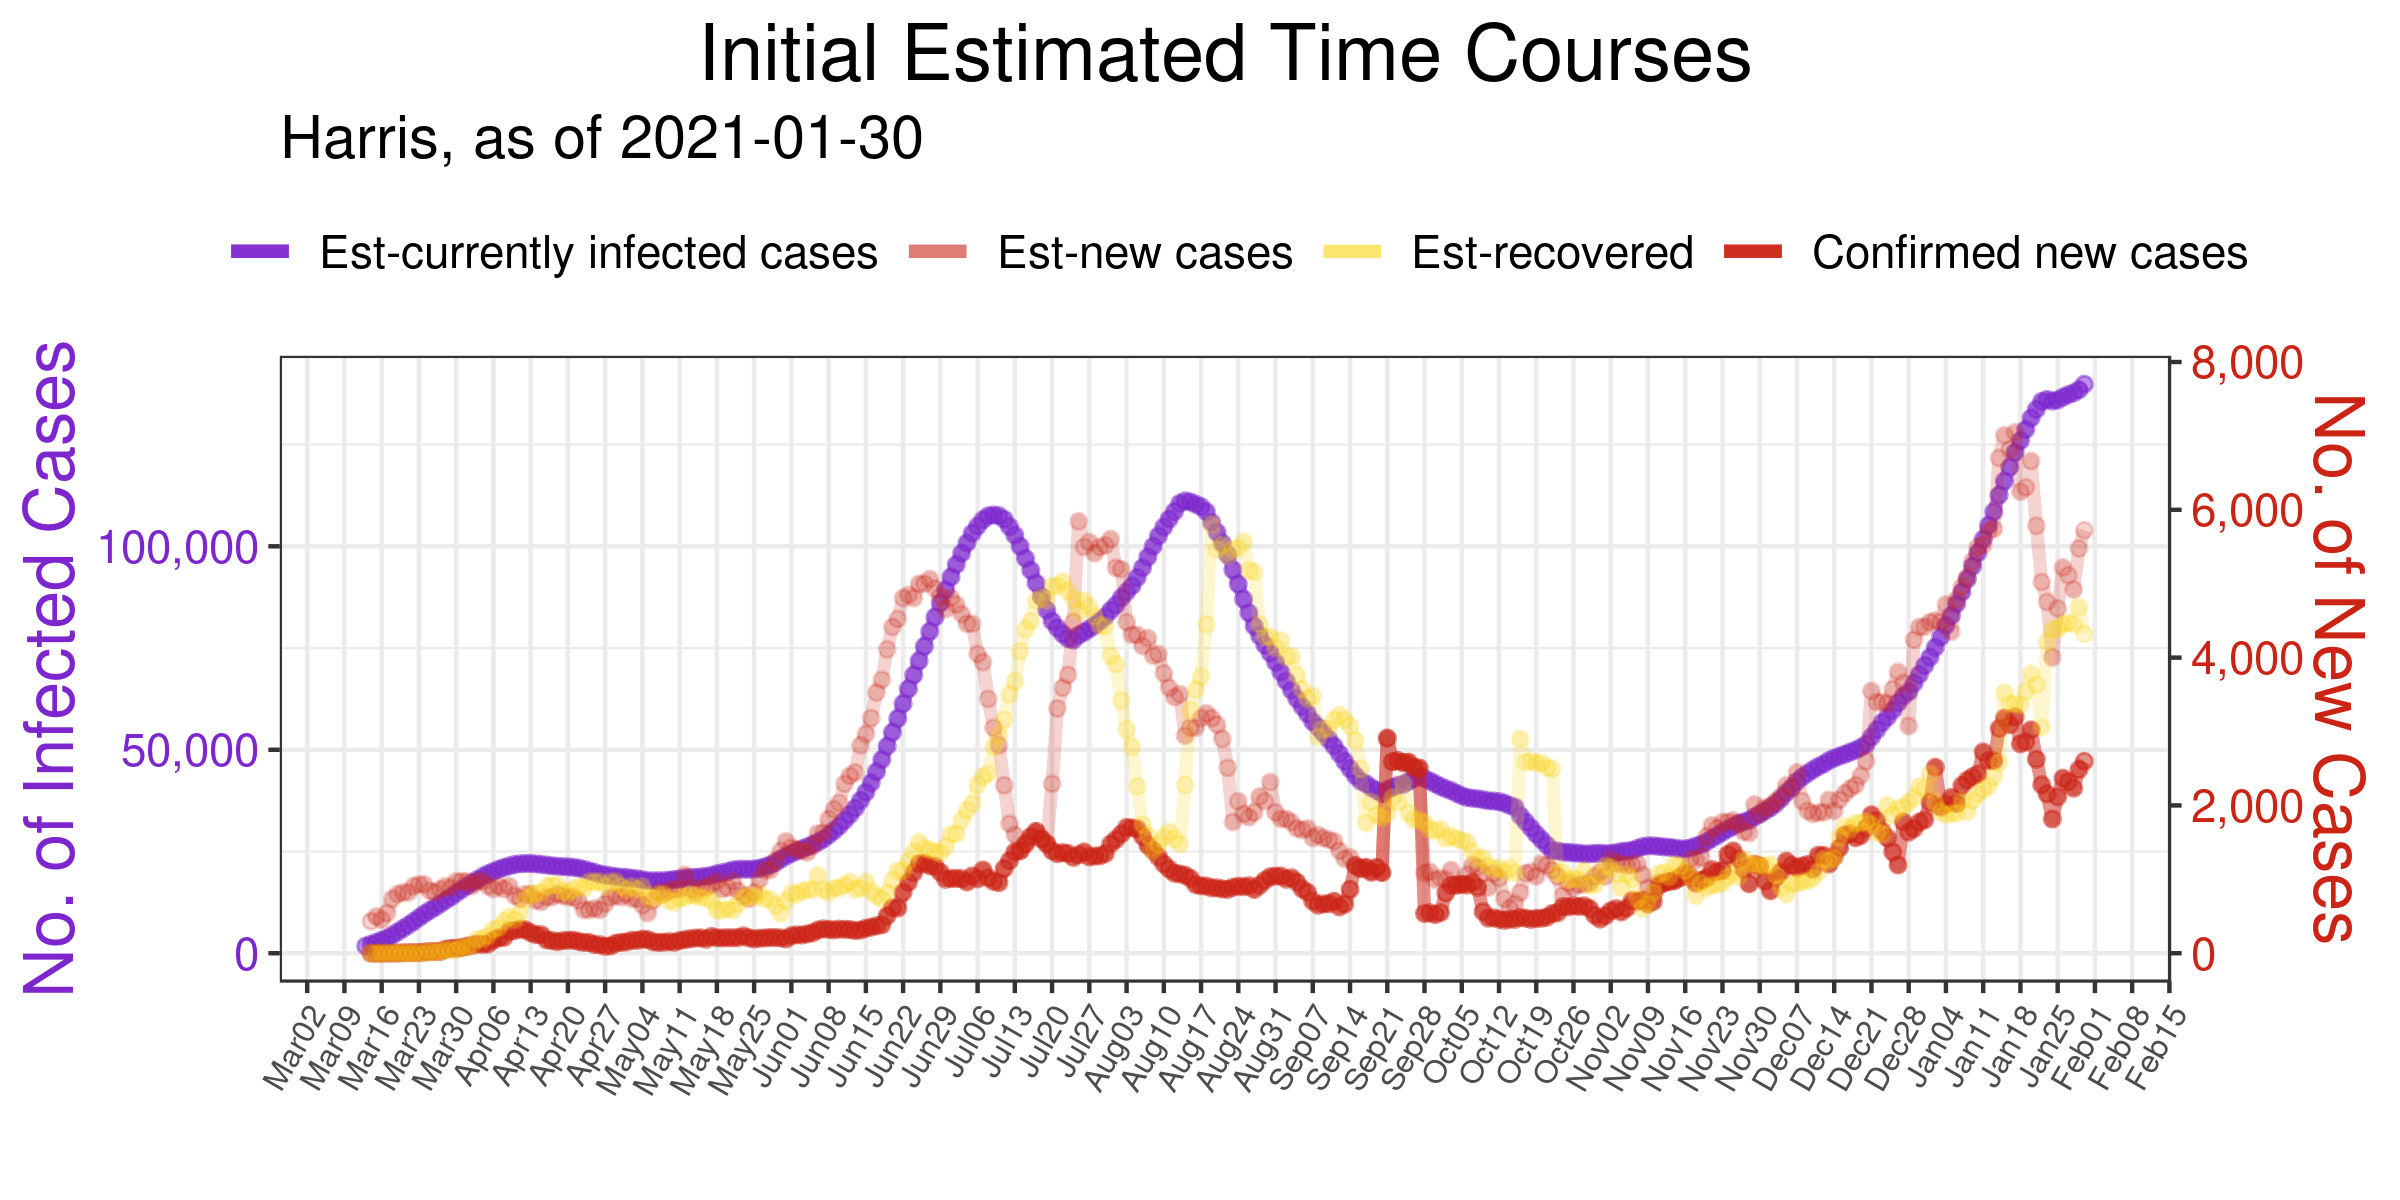 Initial Estimated Time Courses
Harris, as of 2021-01-30
Est-currently infected cases
Est-new cases
Est-recovered
Confirmed new cases
No. of Infected Cases
100,000
50,000
0
8,000
6,000
4,000
2,000
0
No. of New Cases
Mar02
Mar09
Mar16
Mar23
Mar30
Apr06
Apr13
Apr20
Apr27
May04
May11
May18
May25
Jun01
Jun08
Jun15
Jun22
Jun29
Jul06
Jul13
Jul20
Jul27
Aug03
Aug10
Aug17
Aug24
Aug31
Sep07
Sep14
Sep21
Sep28
Oct05
Oct12
Oct19
Oct26
Nov02
Nov09
Nov16
Nov23
Nov30
Dec07
Dec14
Dec21
Dec28
Jan04
Jan11
Jan18
Jan25
Feb01
Feb08
Feb15